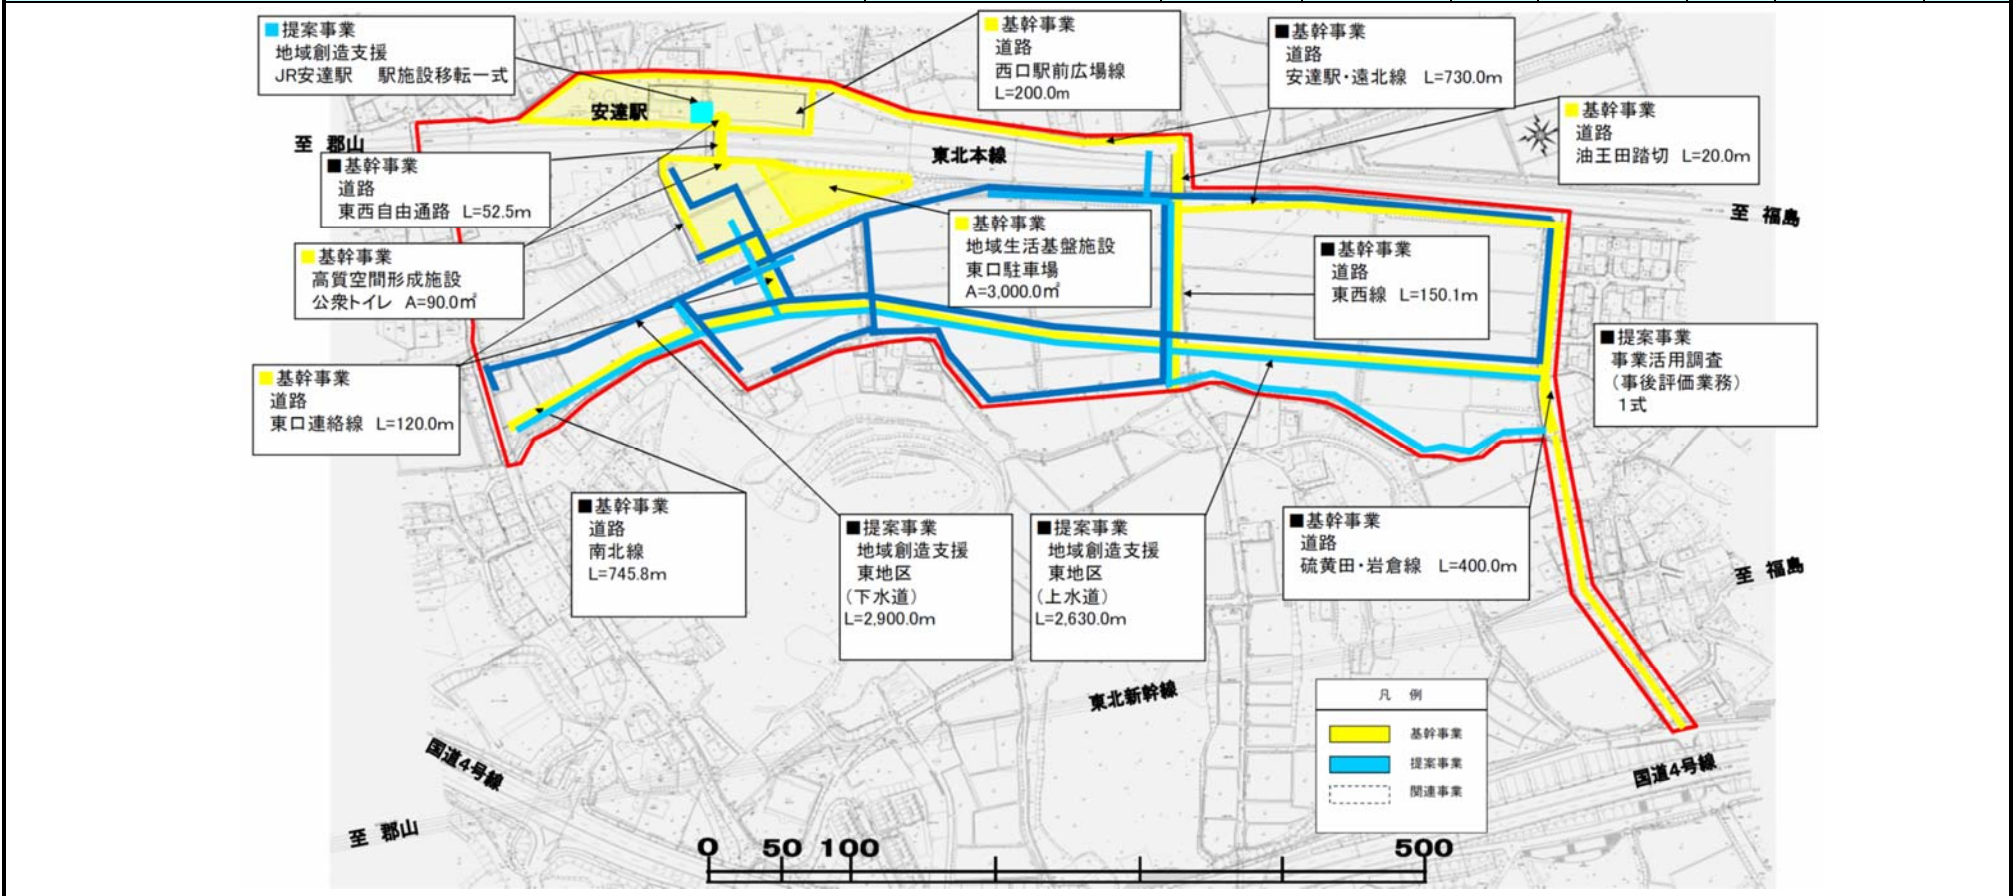 ■提案事業
地域創造支援
JR安達駅　駅施設移転一式
■基幹事業
道路
西口駅前広場線
L=200.0m
■基幹事業
道路
安達駅・遠北線　L=730.0m
■基幹事業
道路
油王田踏切　L=20.0m
安達駅
至 郡山
東北本線
至 福島
■基幹事業
道路
東西自由通路　L=52.5m
■基幹事業
地域生活基盤施設
東口駐車場
A=3,000.0㎡
■基幹事業
道路
東西線　L=150.1m
■基幹事業
高質空間形成施設
公衆トイレ　A=90.0㎡
■提案事業
事業活用調査
（事後評価業務）
1式
■基幹事業
道路
東口連絡線　L=120.0m
■基幹事業
道路
南北線
L=745.8m
■提案事業
地域創造支援
東地区
（下水道）
L=2,900.0m
■提案事業
地域創造支援
東地区
（上水道）
L=2,630.0m
■基幹事業
道路
硫黄田・岩倉線　L=400.0m
至 福島
東北新幹線
凡　例
基幹事業
提案事業
関連事業
国道4号線
国道4号線
至 郡山
0 50 100 500